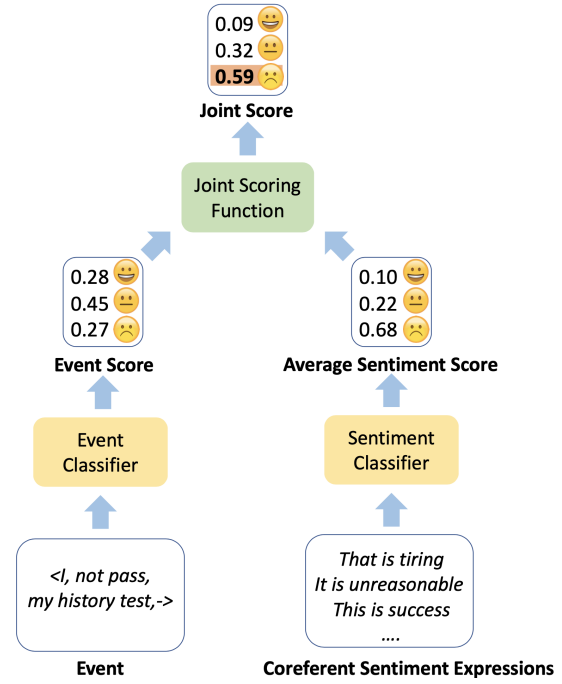 0.09
0.32
0.59
Joint Score
Joint Scoring
Function
0.28
0.45
0.27
Event Score
0.10
0.22
0.68
Average Sentiment Score
Event
Classifier
Sentiment
Classifier
<I, not pass,
my history test,->
Event
That is tiring
It is unreasonable
This is success
....
Coreferent Sentiment Expressions